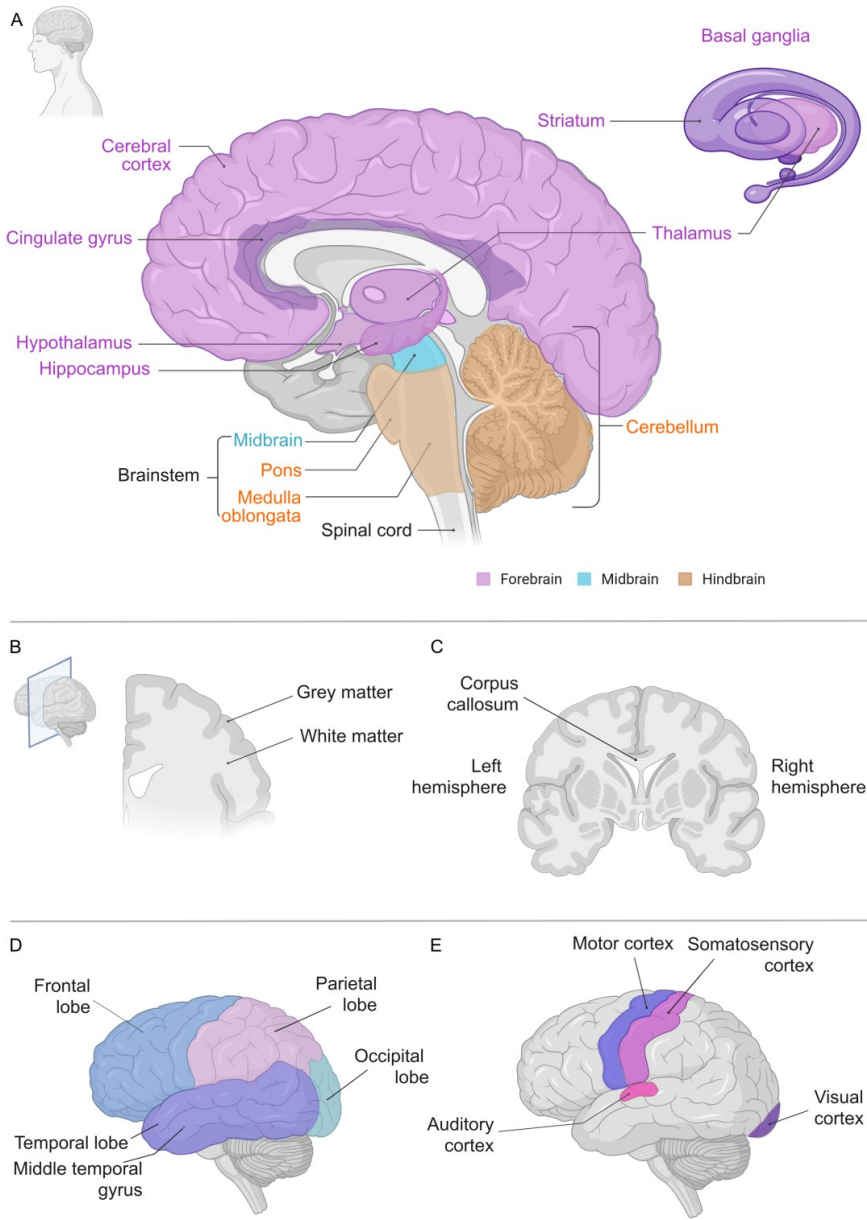 A
Basal ganglia
Striatum
Cerebral
cortex
Cingulate gyrus
Thalamus
Hypothalamus
Hippocampus
Midbrain
Cerebellum
Brainstem
Pons
Medulla
oblongata
Spinal cord
Forebrain
Midbrain
Hindbrain
B
Grey matter
White matter
C
Corpus
callosum
Left
hemisphere
Right
hemisphere
D
Frontal
lobe
Parietal
lobe
Occipital
lobe
Temporal lobe
Middle temporal
gyrus
E
Motor cortex
Somatosensory
cortex
Auditory
cortex
Visual
cortex